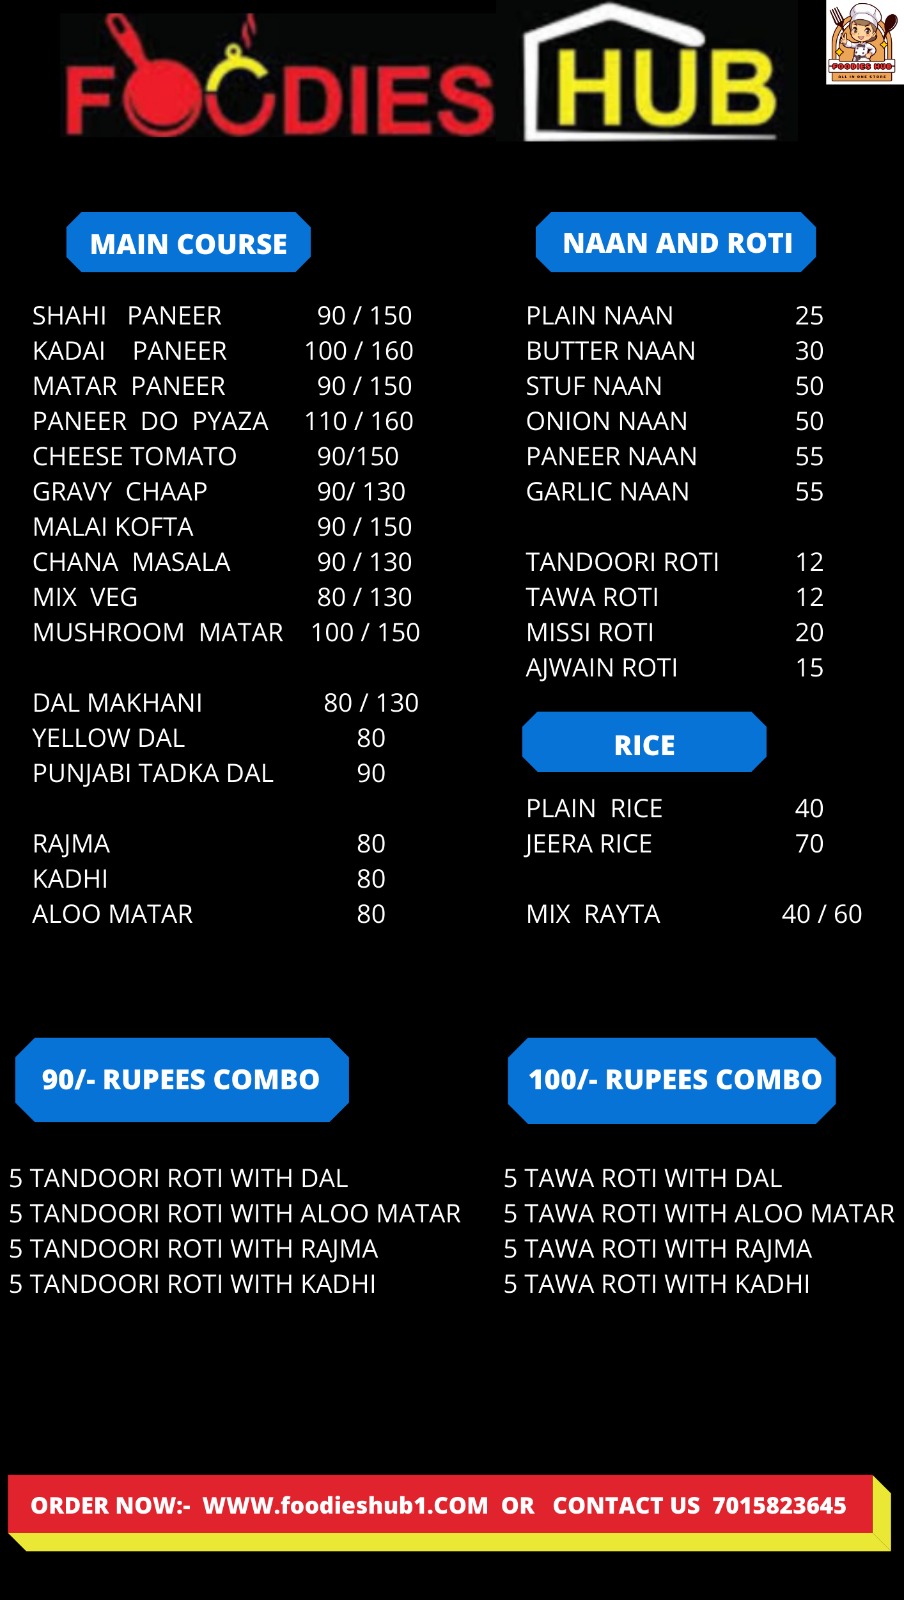 FOODIES HUB
FOODIES HUB
ALL IN ONE STORE
MAIN COURSE
SHAHI PANEER 90 / 150
KADAI PANEER 100 / 160
MATAR PANEER 90 / 150
PANEER DO PYAZA 110 / 160
CHEESE TOMATO 90/150
GRAVY CHAAP 90/ 130
MALAI KOFTA 90 / 150
CHANA MASALA 90 / 130
MIX VEG 80 / 130
MUSHROOM MATAR 100 / 150
DAL MAKHANI 80 / 130
YELLOW DAL 80
PUNJABI TADKA DAL 90
RAJMA 80
KADHI 80
ALOO MATAR 80
NAAN AND ROTI
PLAIN NAAN 25
BUTTER NAAN 30
STUF NAAN 50
ONION NAAN 50
PANEER NAAN 55
GARLIC NAAN 55
TANDOORI ROTI 12
TAWA ROTI 12
MISSI ROTI 20
AJWAIN ROTI 15
RICE
PLAIN RICE 40
JEERA RICE 70
MIX RAYTA 40 / 60
90/- RUPEES COMBO
5 TANDOORI ROTI WITH DAL
5 TANDOORI ROTI WITH ALOO MATAR
5 TANDOORI ROTI WITH RAJMA
5 TANDOORI ROTI WITH KADHI
100/- RUPEES COMBO
5 TAWA ROTI WITH DAL
5 TAWA ROTI WITH ALOO MATAR
5 TAWA ROTI WITH RAJMA
5 TAWA ROTI WITH KADHI
ORDER NOW:- WWW.foodieshub1.COM OR CONTACT US 7015823645